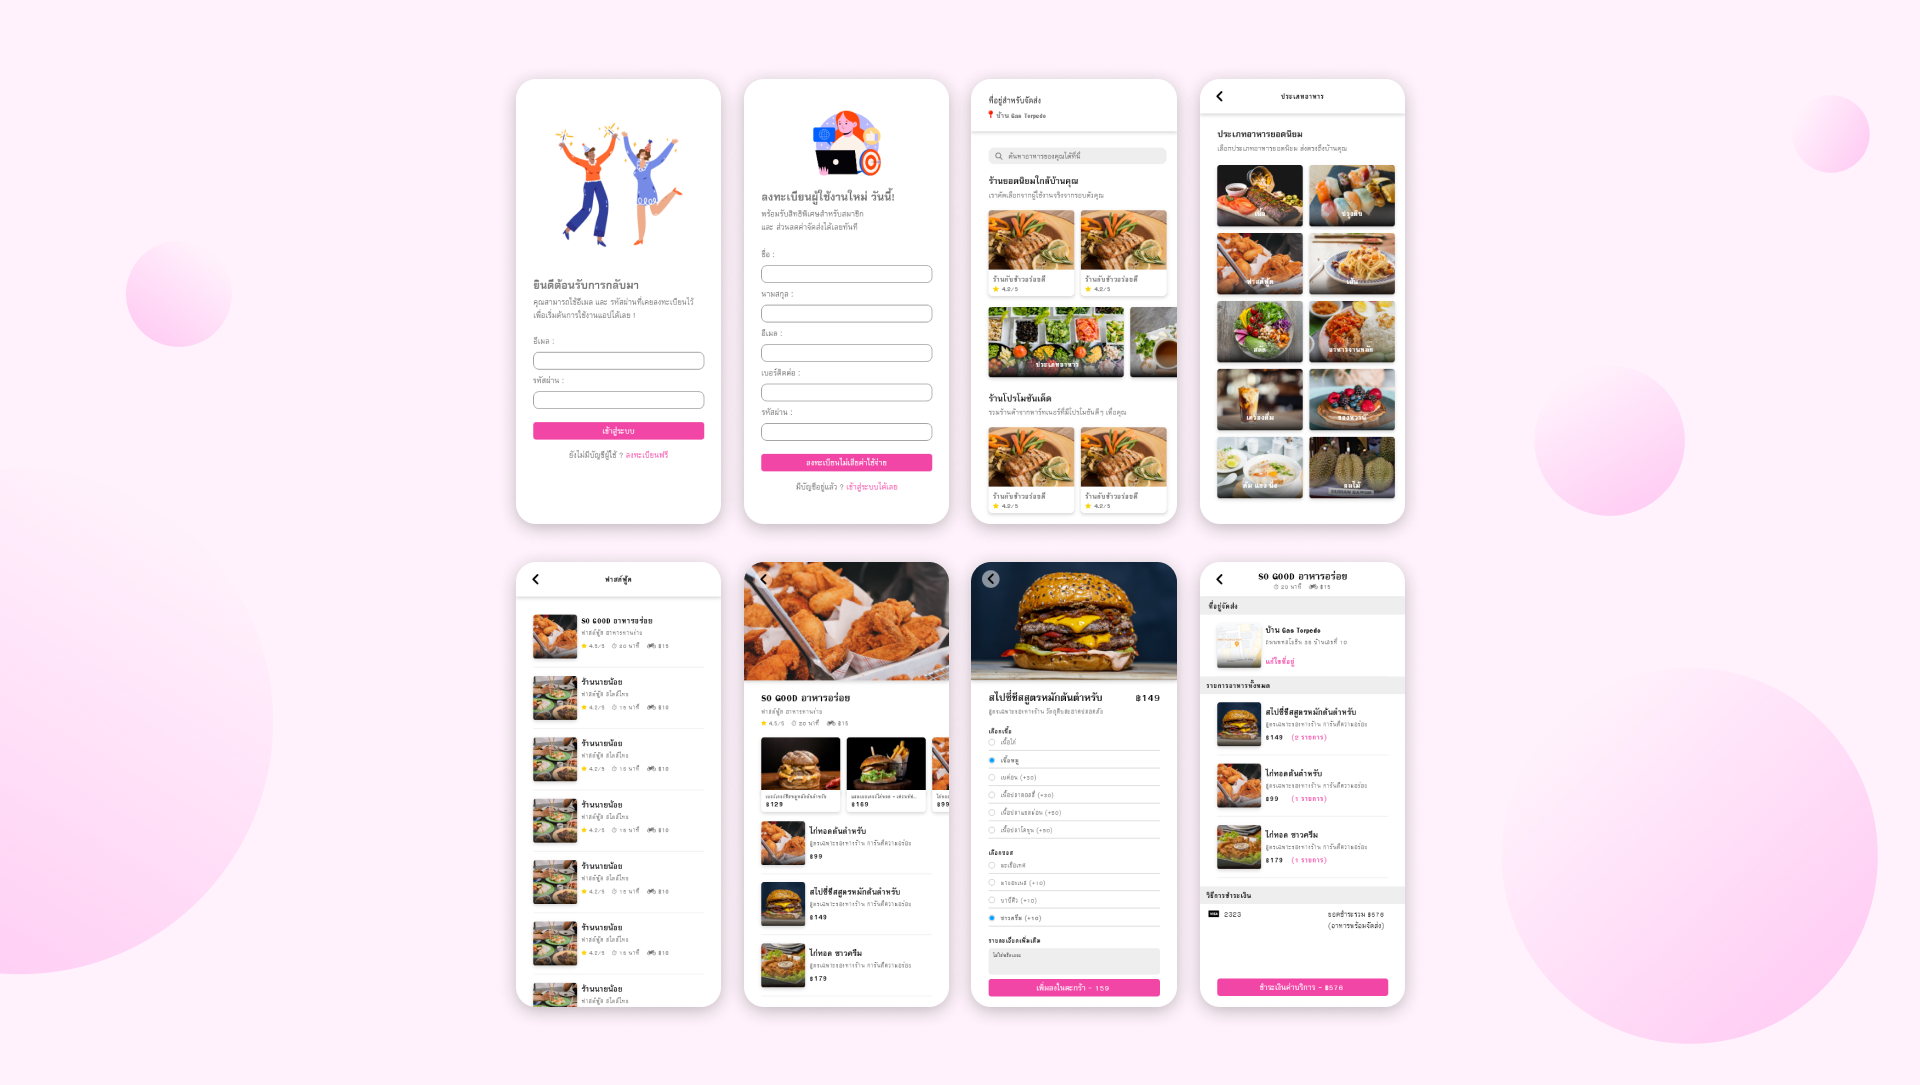 ยินดีต้อนรับการกลับมา
คุณสามารถใช้อีเมล และ รหัสผ่านที่เคยลงทะเบียนไว้
เพื่อเริ่มต้นการใช้งานแอปได้เลย !
อีเมล :
รหัสผ่าน :
เข้าสู่ระบบ
ยังไม่มีบัญชีผู้ใช้ ? ลงทะเบียนฟรี
ลงทะเบียนผู้ใช้งานใหม่ วันนี้!
พร้อมรับสิทธิพิเศษสำหรับสมาชิก
และ ส่วนลดค่าจัดส่งได้เลยทันที
ชื่อ :
นามสกุล :
อีเมล :
เบอร์ติดต่อ :
รหัสผ่าน :
ลงทะเบียนไม่เสียค่าใช้จ่าย
มีบัญชีอยู่แล้ว ? เข้าสู่ระบบได้เลย
ที่อยู่สำหรับจัดส่ง
บ้าน Gas Torpedo
ค้นหาอาหารของคุณได้ที่นี่
ร้านยอดนิยมใกล้บ้านคุณ
เราคัดเลือกจากผู้ใช้งานจริงจากรอบตัวคุณ
ร้านลับข้าวอร่อยดี
4.2/5
ร้านลับข้าวอร่อยดี
4.2/5
ประเภทอาหาร
ร้านโปรโมชันเด็ด
รวมร้านค้าจากพาร์ทเนอร์ที่มีโปรโมชันดีๆ เพื่อคุณ
ร้านลับข้าวอร่อยดี
4.2/5
ร้านลับข้าวอร่อยดี
4.2/5
ประเภทอาหาร
ประเภทอาหารยอดนิยม
เลือกประเภทอาหารยอดนิยม ส่งตรงถึงบ้านคุณ
เนื้อ
ฟาสต์ฟู้ด
เส้น
สลัด
อาหารจานหลัก
เครื่องดื่ม
ของหวาน
ต้ม แกง นึ่ง
ผลไม้
ฟาสต์ฟู้ด
SO GOOD อาหารอร่อย
ฟาสต์ฟู้ด อาหารทานง่าย
4.5/5 20 นาที ฿15
ร้านนายน้อย
ฟาสต์ฟู้ด สไตล์ไทย
4.2/5 15 นาที ฿10
ร้านนายน้อย
ฟาสต์ฟู้ด สไตล์ไทย
4.2/5 15 นาที ฿10
ร้านนายน้อย
ฟาสต์ฟู้ด สไตล์ไทย
4.2/5 15 นาที ฿10
ร้านนายน้อย
ฟาสต์ฟู้ด สไตล์ไทย
4.2/5 15 นาที ฿10
ร้านนายน้อย
ฟาสต์ฟู้ด สไตล์ไทย
4.2/5 15 นาที ฿10
ร้านนายน้อย
ฟาสต์ฟู้ด สไตล์ไทย
SO GOOD อาหารอร่อย
ฟาสต์ฟู้ด อาหารทานง่าย
4.5/5 20 นาที ฿15
฿129
฿169
฿99
ไก่ทอดต้นตำหรับ
สูตรเฉพาะของทางร้าน การันตีความอร่อย
฿99
สไปซี่ชีสสูตรหมักต้นตำหรับ
สูตรเฉพาะของทางร้าน การันตีความอร่อย
฿149
ไก่ทอด ซาวครีม
สูตรเฉพาะของทางร้าน การันตีความอร่อย
฿179
สไปซี่ชีสสูตรหมักต้นตำหรับ ฿149
สูตรเฉพาะของทางร้าน วัตถุดิบสะอาดปลอดภัย
เลือกเนื้อ
เนื้อไก่
เนื้อหมู
เบค่อน (+30)
เนื้อปลาแซลม่อน (+50)
เลือกซอส
มะเขือเทศ
มายองเนส (+10)
บาบีคิว (+10)
ซาวครีม (+10)
รายละเอียดเพิ่มเติม
เพิ่มลงในตะกร้า - 159
SO GOOD อาหารอร่อย
20 นาที ฿15
ที่อยู่จัดส่ง
บ้าน Gas Torpedo
แก้ไขที่อยู่
รายการอาหารทั้งหมด
สไปซี่ชีสสูตรหมักต้นตำหรับ
สูตรเฉพาะของทางร้าน การันตีความอร่อย
฿149 (2 รายการ)
ไก่ทอดต้นตำหรับ
สูตรเฉพาะของทางร้าน การันตีความอร่อย
฿99 (1 รายการ)
ไก่ทอด ซาวครีม
สูตรเฉพาะของทางร้าน การันตีความอร่อย
฿179 (1 รายการ)
วิธีการชำระเงิน
VISA 2323
ยอดชำระรวม ฿576
(อาหารพร้อมจัดส่ง)
ชำระเงินค่าบริการ - ฿576